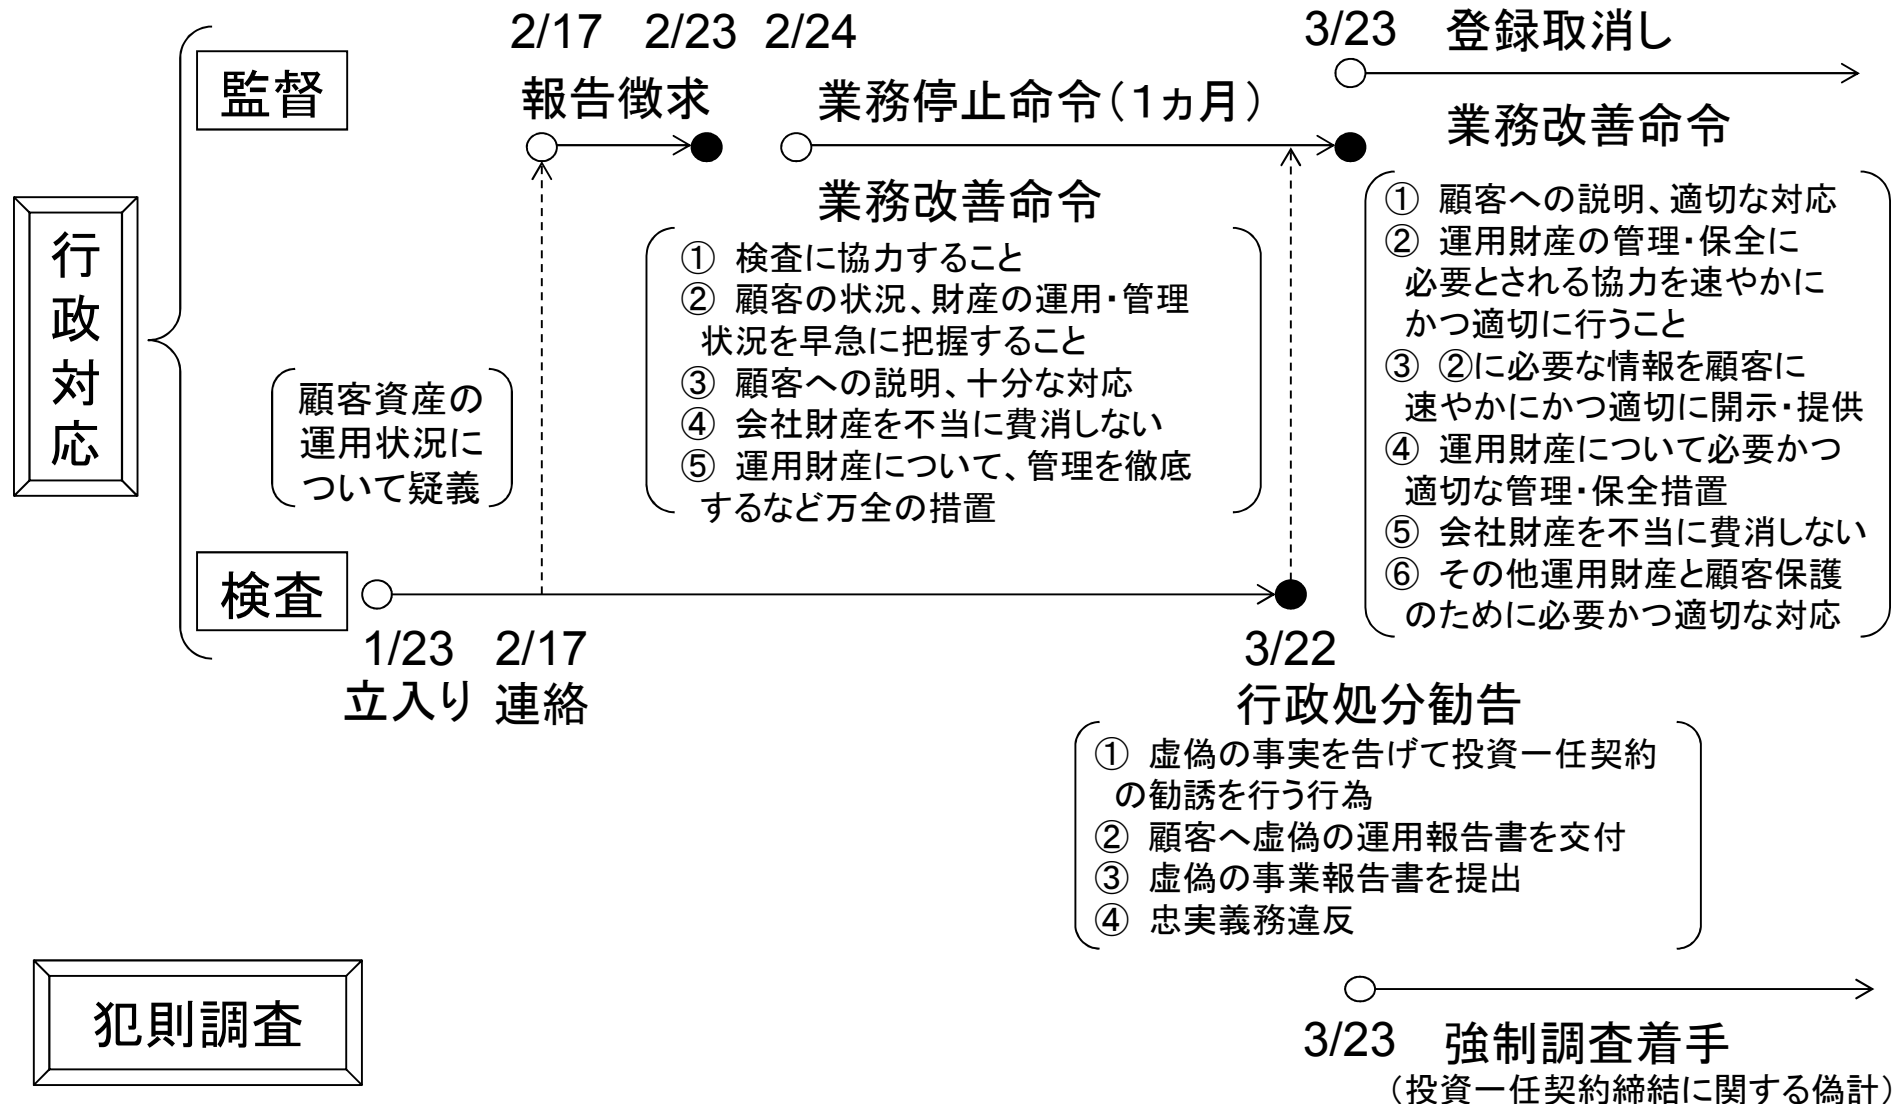 行政対応
監督
2/17 2/23 2/24
報告徴求
業務停止命令(1ヵ月)
業務改善命令
① 検査に協力すること
② 顧客の状況、財産の運用・管理
状況を早急に把握すること
③ 顧客への説明、十分な対応
④ 会社財産を不当に費消しない
⑤ 運用財産について、管理を徹底
するなど万全の措置
3/23 登録取消し
業務改善命令
① 顧客への説明、適切な対応
② 運用財産の管理・保全に
必要とされる協力を速やかに
かつ適切に行うこと
③ ②に必要な情報を顧客に
速やかにかつ適切に開示・提供
④ 運用財産について必要かつ
適切な管理・保全措置
⑤ 会社財産を不当に費消しない
⑥ その他運用財産と顧客保護
のために必要かつ適切な対応
顧客資産の
運用状況に
ついて疑義
検査
1/23 2/17
立入り 連絡
3/22
行政処分勧告
① 虚偽の事実を告げて投資一任契約
の勧誘を行う行為
② 顧客へ虚偽の運用報告書を交付
③ 虚偽の事業報告書を提出
④ 忠実義務違反
犯則調査
3/23 強制調査着手
(投資一任契約締結に関する偽計)